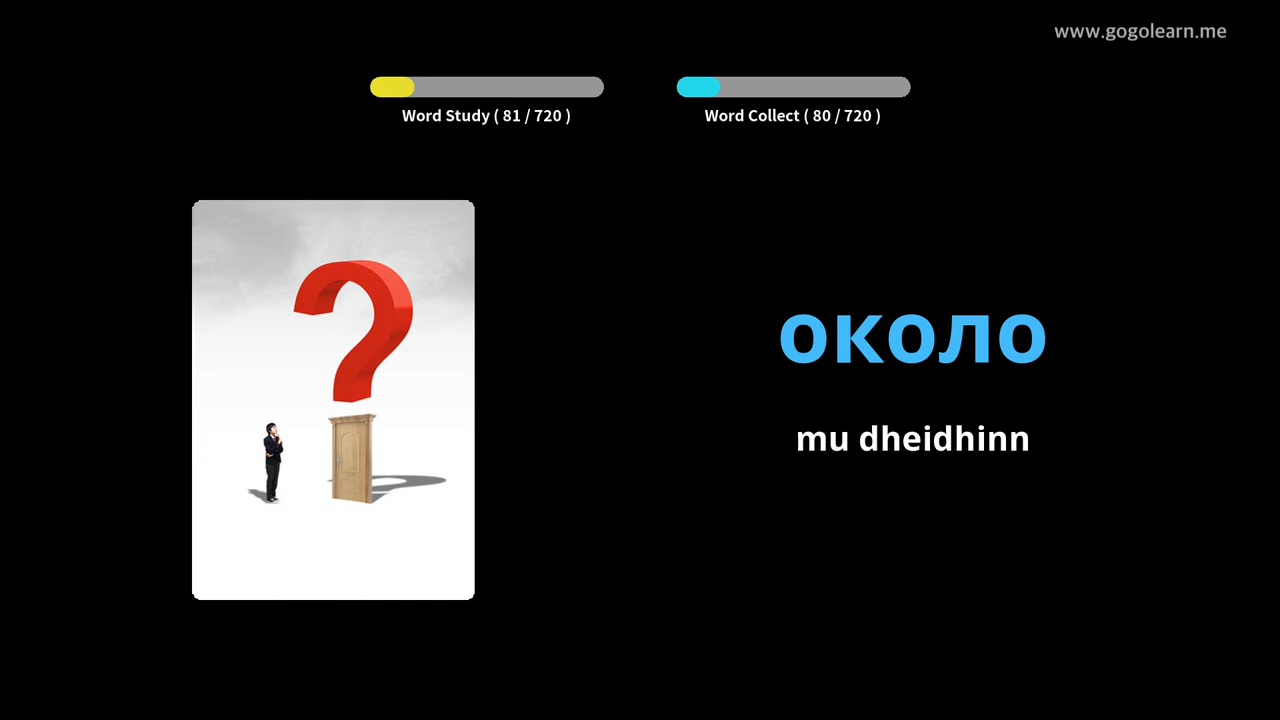 www.gogolearn.me
Word Study ( 81 / 720 )
Word Collect ( 80 / 720 )
около
mu dheidhinn